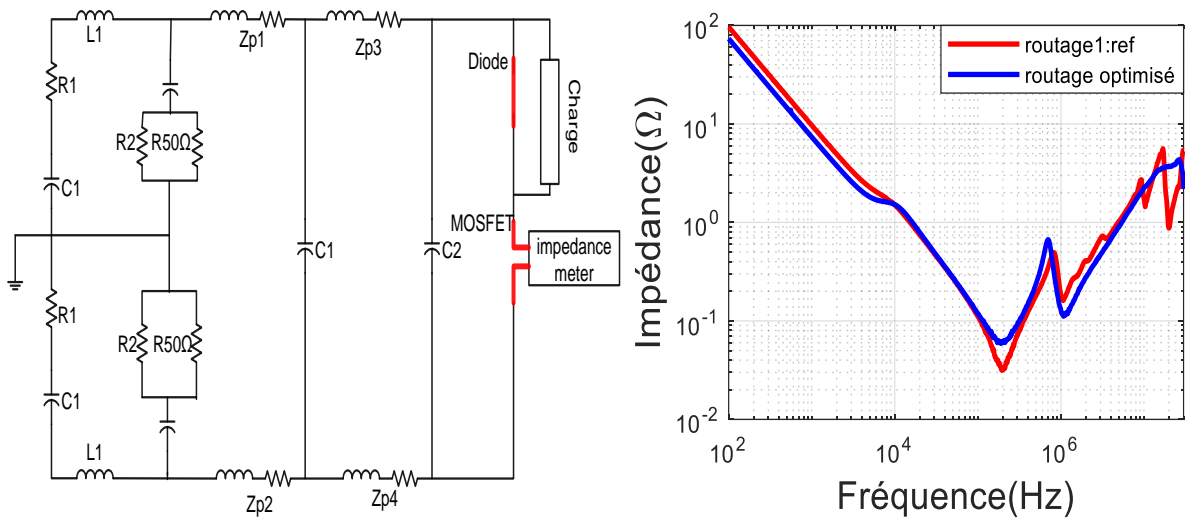 L1
Zp1
Zp3
R1
Diode
Charge
R2
R50Ω
C1
MOSFET
C1
C2
impedance
meter
R1
R2
R50Ω
C1
L1
Zp2
Zp4
routage1:ref
routage optimisé
Impédance(Ω)
10²
10¹
10⁰
10⁻¹
10⁻²
10²
10⁴
10⁶
Fréquence(Hz)